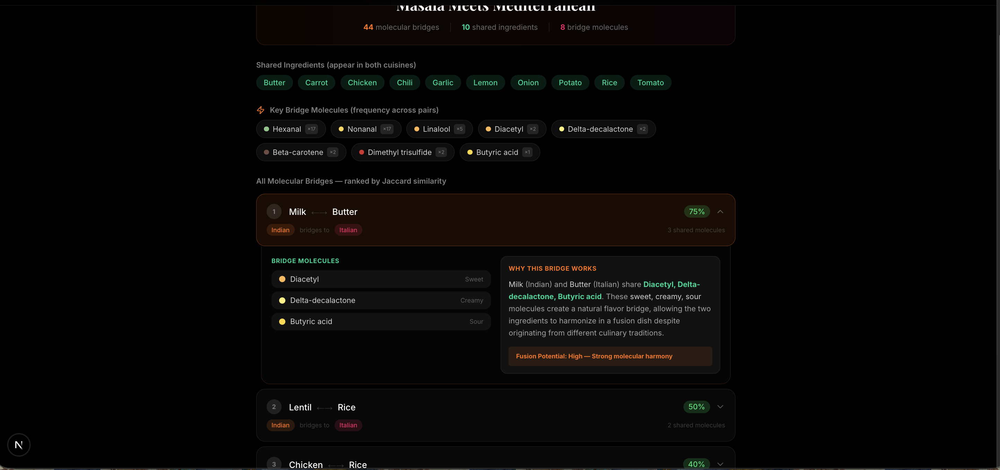 Masala Meets Mediterranean
44 molecular bridges 10 shared ingredients 8 bridge molecules
Shared Ingredients (appear in both cuisines)
Butter Carrot Chicken Chili Garlic Lemon Onion Potato Rice Tomato
Key Bridge Molecules (frequency across pairs)
Hexanal ×17 Nonanal ×17 Linalool ×5 Diacetyl ×2 Delta-decalactone ×2
Beta-carotene ×2 Dimethyl trisulfide ×2 Butyric acid ×1
All Molecular Bridges — ranked by Jaccard similarity
1 Milk ←→ Butter 75%
Indian bridges to Italian 3 shared molecules
BRIDGE MOLECULES
Diacetyl Sweet
Delta-decalactone Creamy
Butyric acid Sour
WHY THIS BRIDGE WORKS
Milk (Indian) and Butter (Italian) share Diacetyl, Delta-
decalactone, Butyric acid. These sweet, creamy, sour
molecules create a natural flavor bridge, allowing the two
ingredients to harmonize in a fusion dish despite
originating from different culinary traditions.
Fusion Potential: High — Strong molecular harmony
2 Lentil ←→ Rice 50%
Indian bridges to Italian 2 shared molecules
N
3 Chicken ←→ Rice 40%